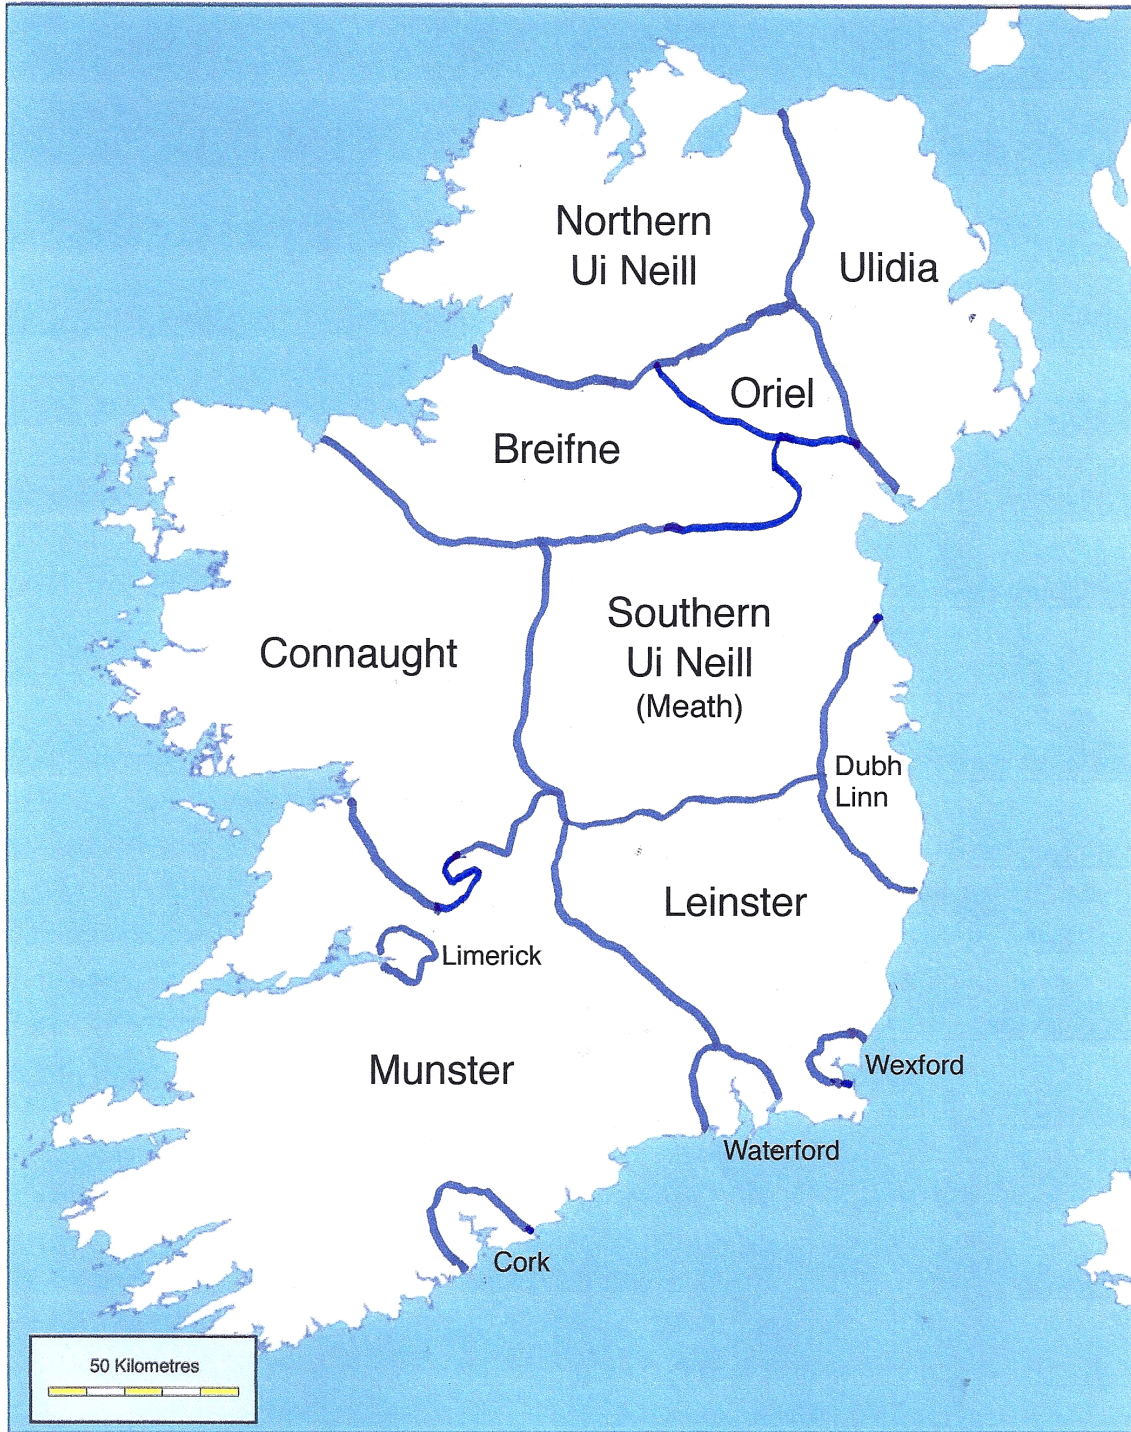 Northern
Ui Neill
Ulidia
Oriel
Breifne
Southern
Ui Neill
(Meath)
Connaught
Dubh
Linn
Leinster
Limerick
Munster
Wexford
Waterford
Cork
50 Kilometres